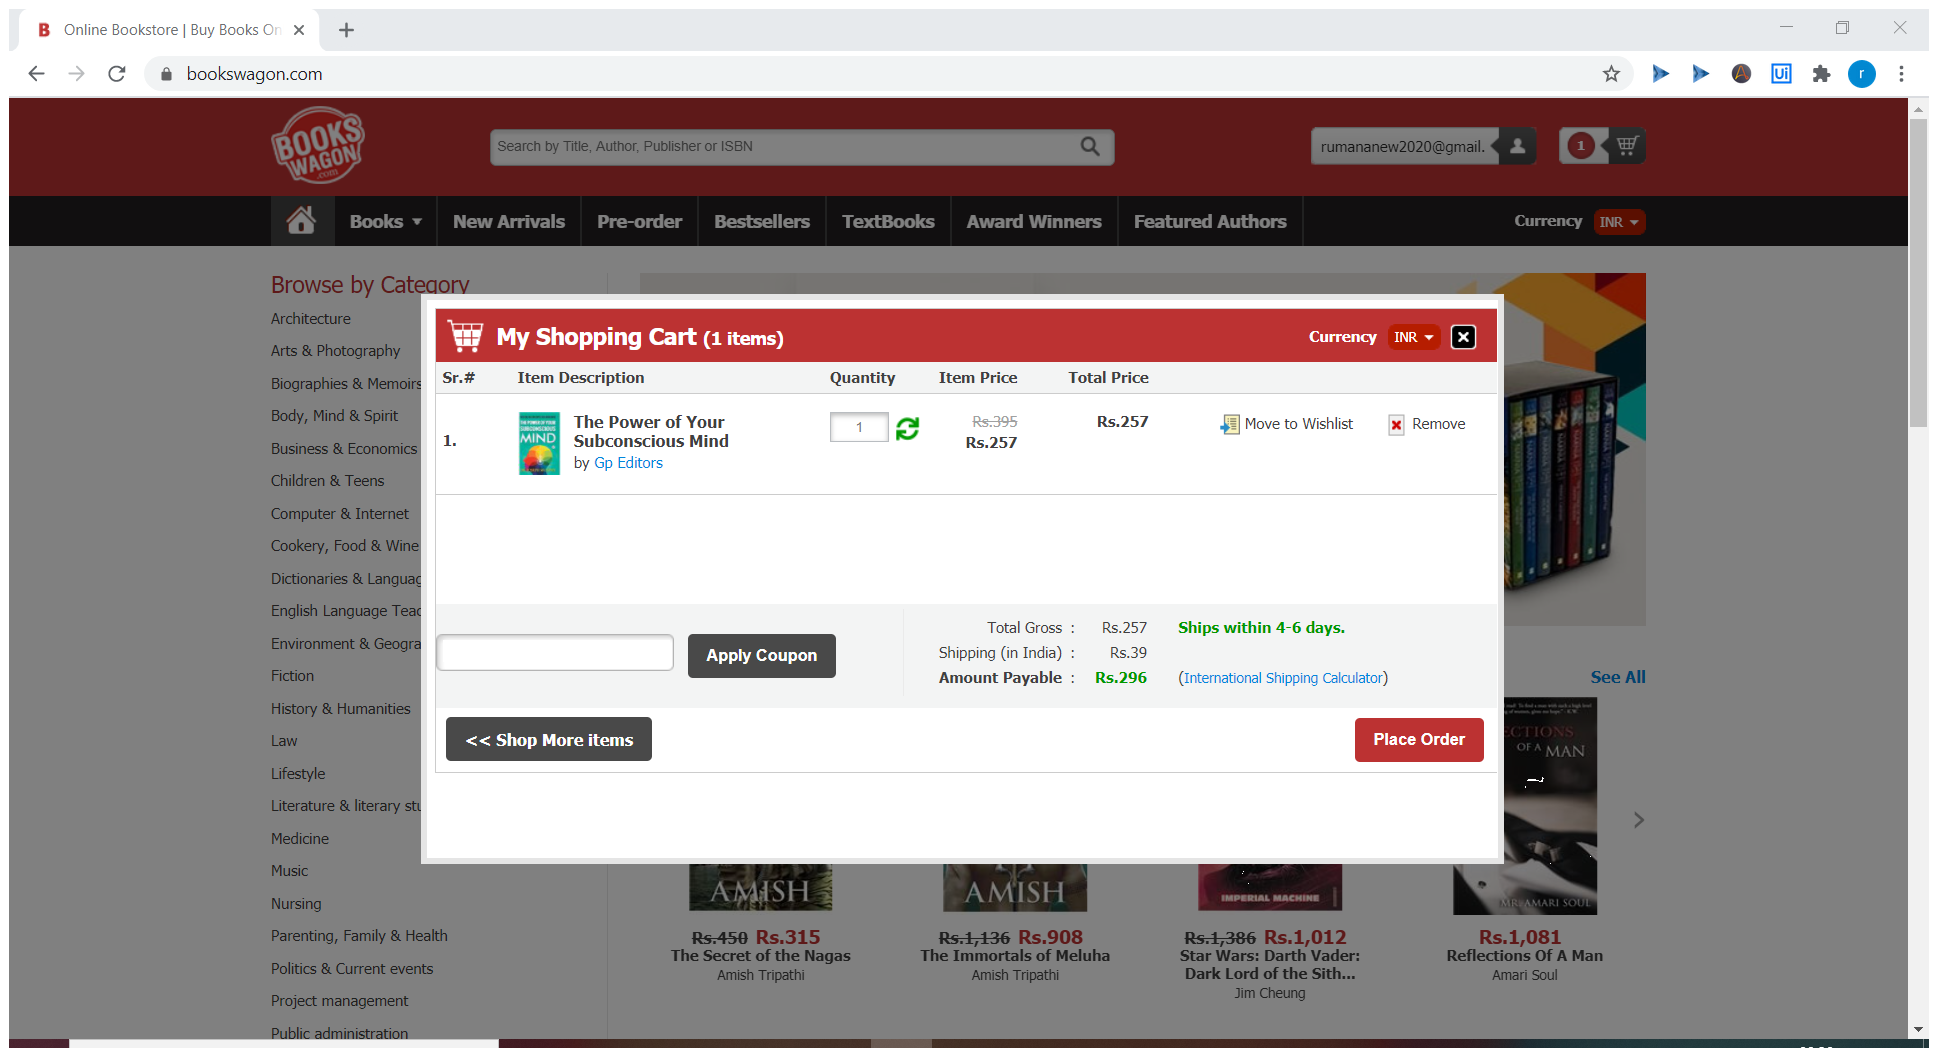 Online Bookstore | Buy Books On
bookswagon.com
r
BOOKS WAGON .com
Search by Title, Author, Publisher or ISBN
rumananew2020@gmail.
1
Books
New Arrivals
Pre-order
Bestsellers
TextBooks
Award Winners
Featured Authors
Currency INR
Browse by Category
Architecture
Arts & Photography
Biographies & Memoirs
Body, Mind & Spirit
Business & Economics
Children & Teens
Computer & Internet
Cookery, Food & Wine
Dictionaries & Languag
English Language Teac
Environment & Geogra
Fiction
History & Humanities
Law
Lifestyle
Literature & literary stu
Medicine
Music
Nursing
Parenting, Family & Health
Politics & Current events
Project management
Public administration
My Shopping Cart (1 items)
Currency INR
Sr.# Item Description Quantity Item Price Total Price
1.
The Power of Your
Subconscious Mind
by Gp Editors
1
Rs.395
Rs.257
Rs.257
Move to Wishlist
Remove
Apply Coupon
Total Gross : Rs.257
Ships within 4-6 days.
Shipping (in India) : Rs.39
Amount Payable : Rs.296
(International Shipping Calculator)
<< Shop More items
Place Order
See All
ECTIONS
OF A MAN
MR. AMARI SOUL
AMISH
AMISH
IMPERIAL MACHINE
Rs.450 Rs.315
The Secret of the Nagas
Amish Tripathi
Rs.1,136 Rs.908
The Immortals of Meluha
Amish Tripathi
Rs.1,386 Rs.1,012
Star Wars: Darth Vader:
Dark Lord of the Sith...
Jim Cheung
Rs.1,081
Reflections Of A Man
Amari Soul